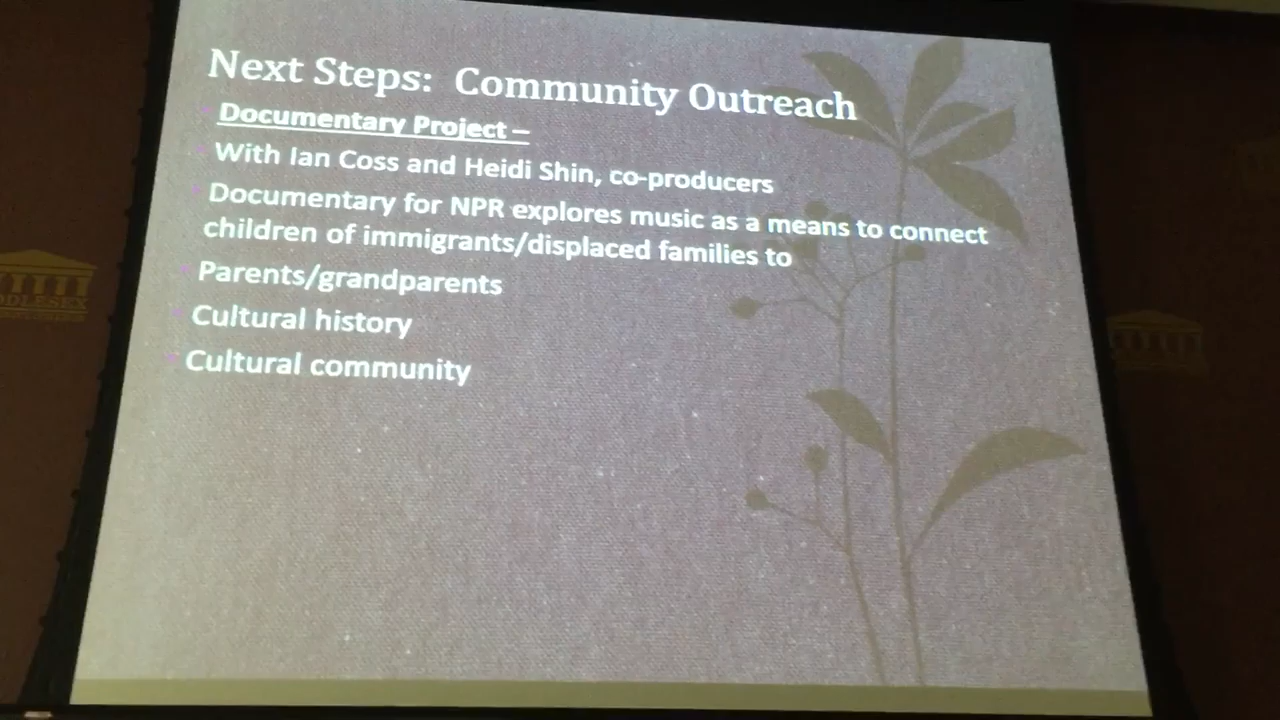 Next Steps: Community Outreach
Documentary Project –
With Ian Coss and Heidi Shin, co-producers
Documentary for NPR explores music as a means to connect
children of immigrants/displaced families to
Parents/grandparents
Cultural history
Cultural community